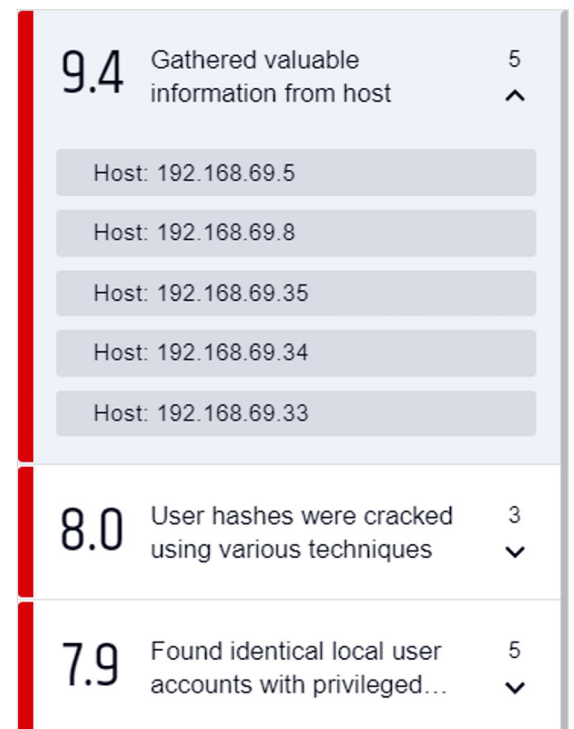 9.4 Gathered valuable 5
information from host
Host: 192.168.69.5
Host: 192.168.69.8
Host: 192.168.69.35
Host: 192.168.69.34
Host: 192.168.69.33
8.0 User hashes were cracked 3
using various techniques
7.9 Found identical local user 5
accounts with privileged...